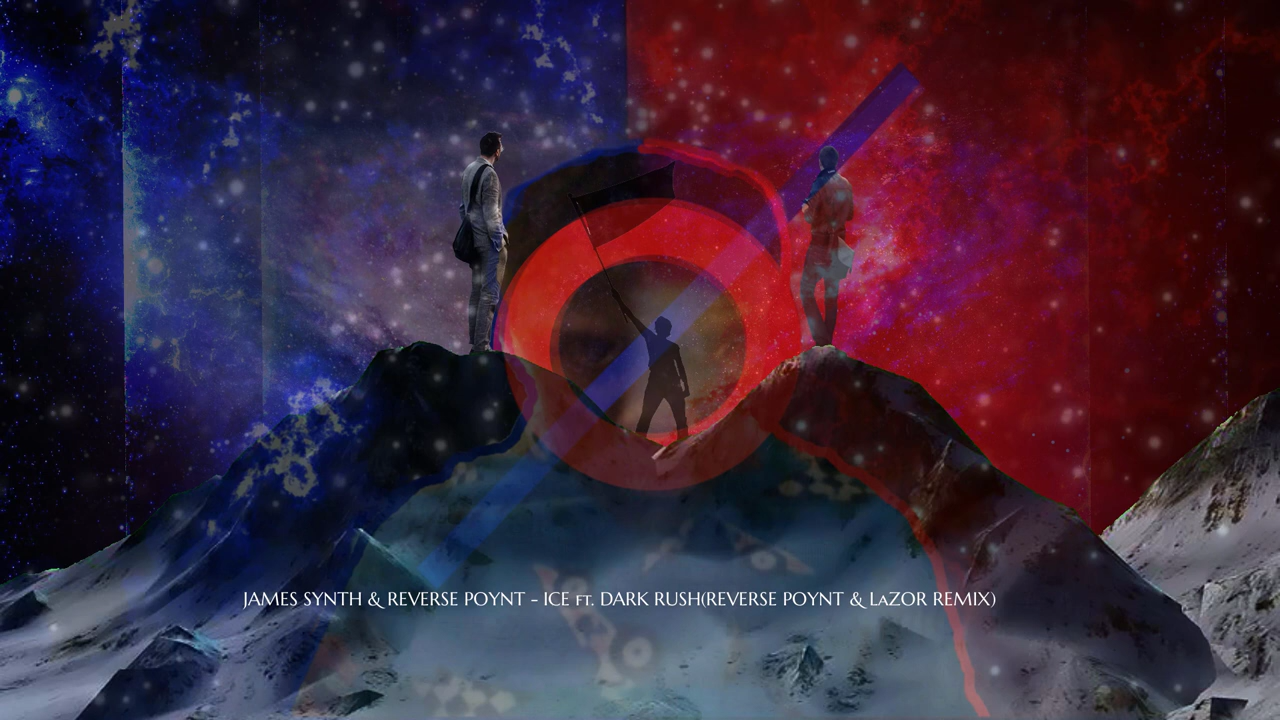 JAMES SYNTH & REVERSE POYNT - ICE FT. DARK RUSH(REVERSE POYNT & LAZOR REMIX)